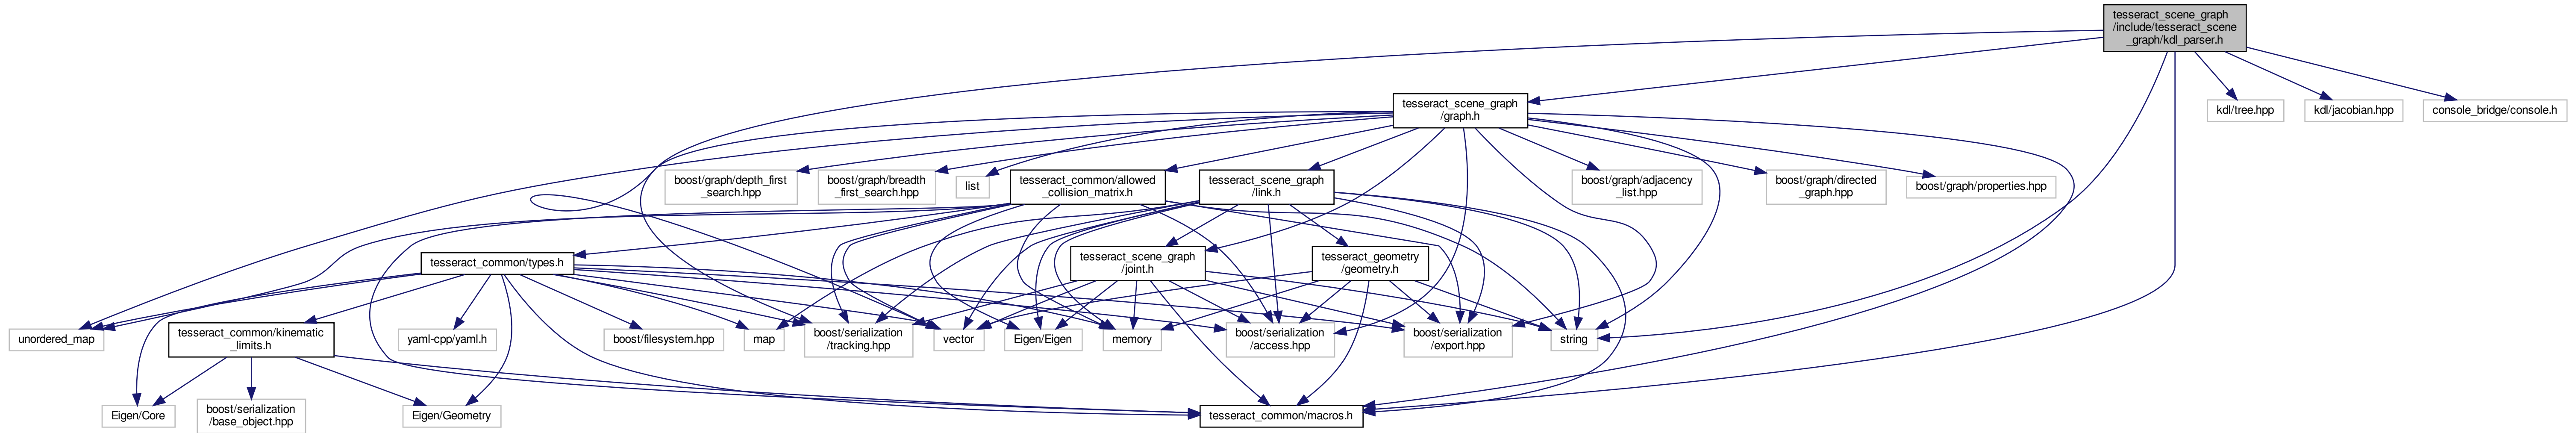 tesseract_scene_graph
/include/tesseract_scene
_graph/kdl_parser.h
tesseract_scene_graph
/graph.h
kdl/tree.hpp
kdl/jacobian.hpp
console_bridge/console.h
boost/graph/depth_first
_search.hpp
boost/graph/breadth
_first_search.hpp
list
tesseract_common/allowed
_collision_matrix.h
tesseract_scene_graph
/link.h
boost/graph/adjacency
_list.hpp
boost/graph/directed
_graph.hpp
boost/graph/properties.hpp
tesseract_common/types.h
tesseract_scene_graph
/joint.h
tesseract_geometry
/geometry.h
unordered_map
tesseract_common/kinematic
_limits.h
yaml-cpp/yaml.h
boost/filesystem.hpp
map
boost/serialization
/tracking.hpp
vector
Eigen/Eigen
memory
boost/serialization
/access.hpp
boost/serialization
/export.hpp
string
Eigen/Core
boost/serialization
/base_object.hpp
Eigen/Geometry
tesseract_common/macros.h